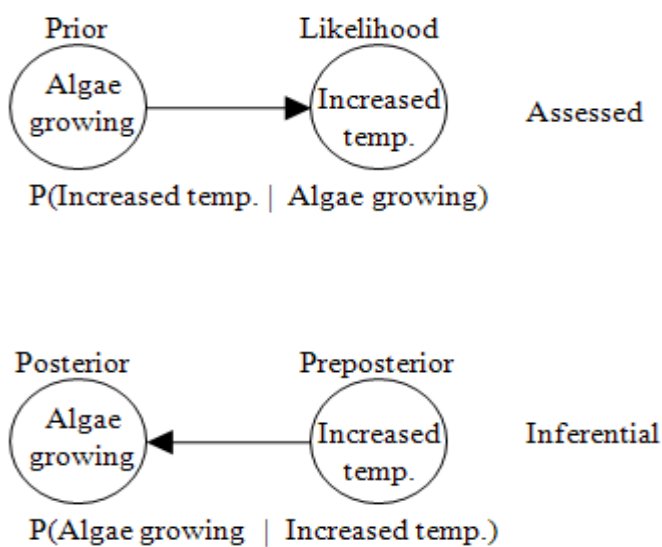 Prior Likelihood
Algae growing
Increased temp.
Assessed
P(Increased temp. | Algae growing)
Posterior Preposterior
Algae growing
Increased temp.
Inferential
P(Algae growing | Increased temp.)